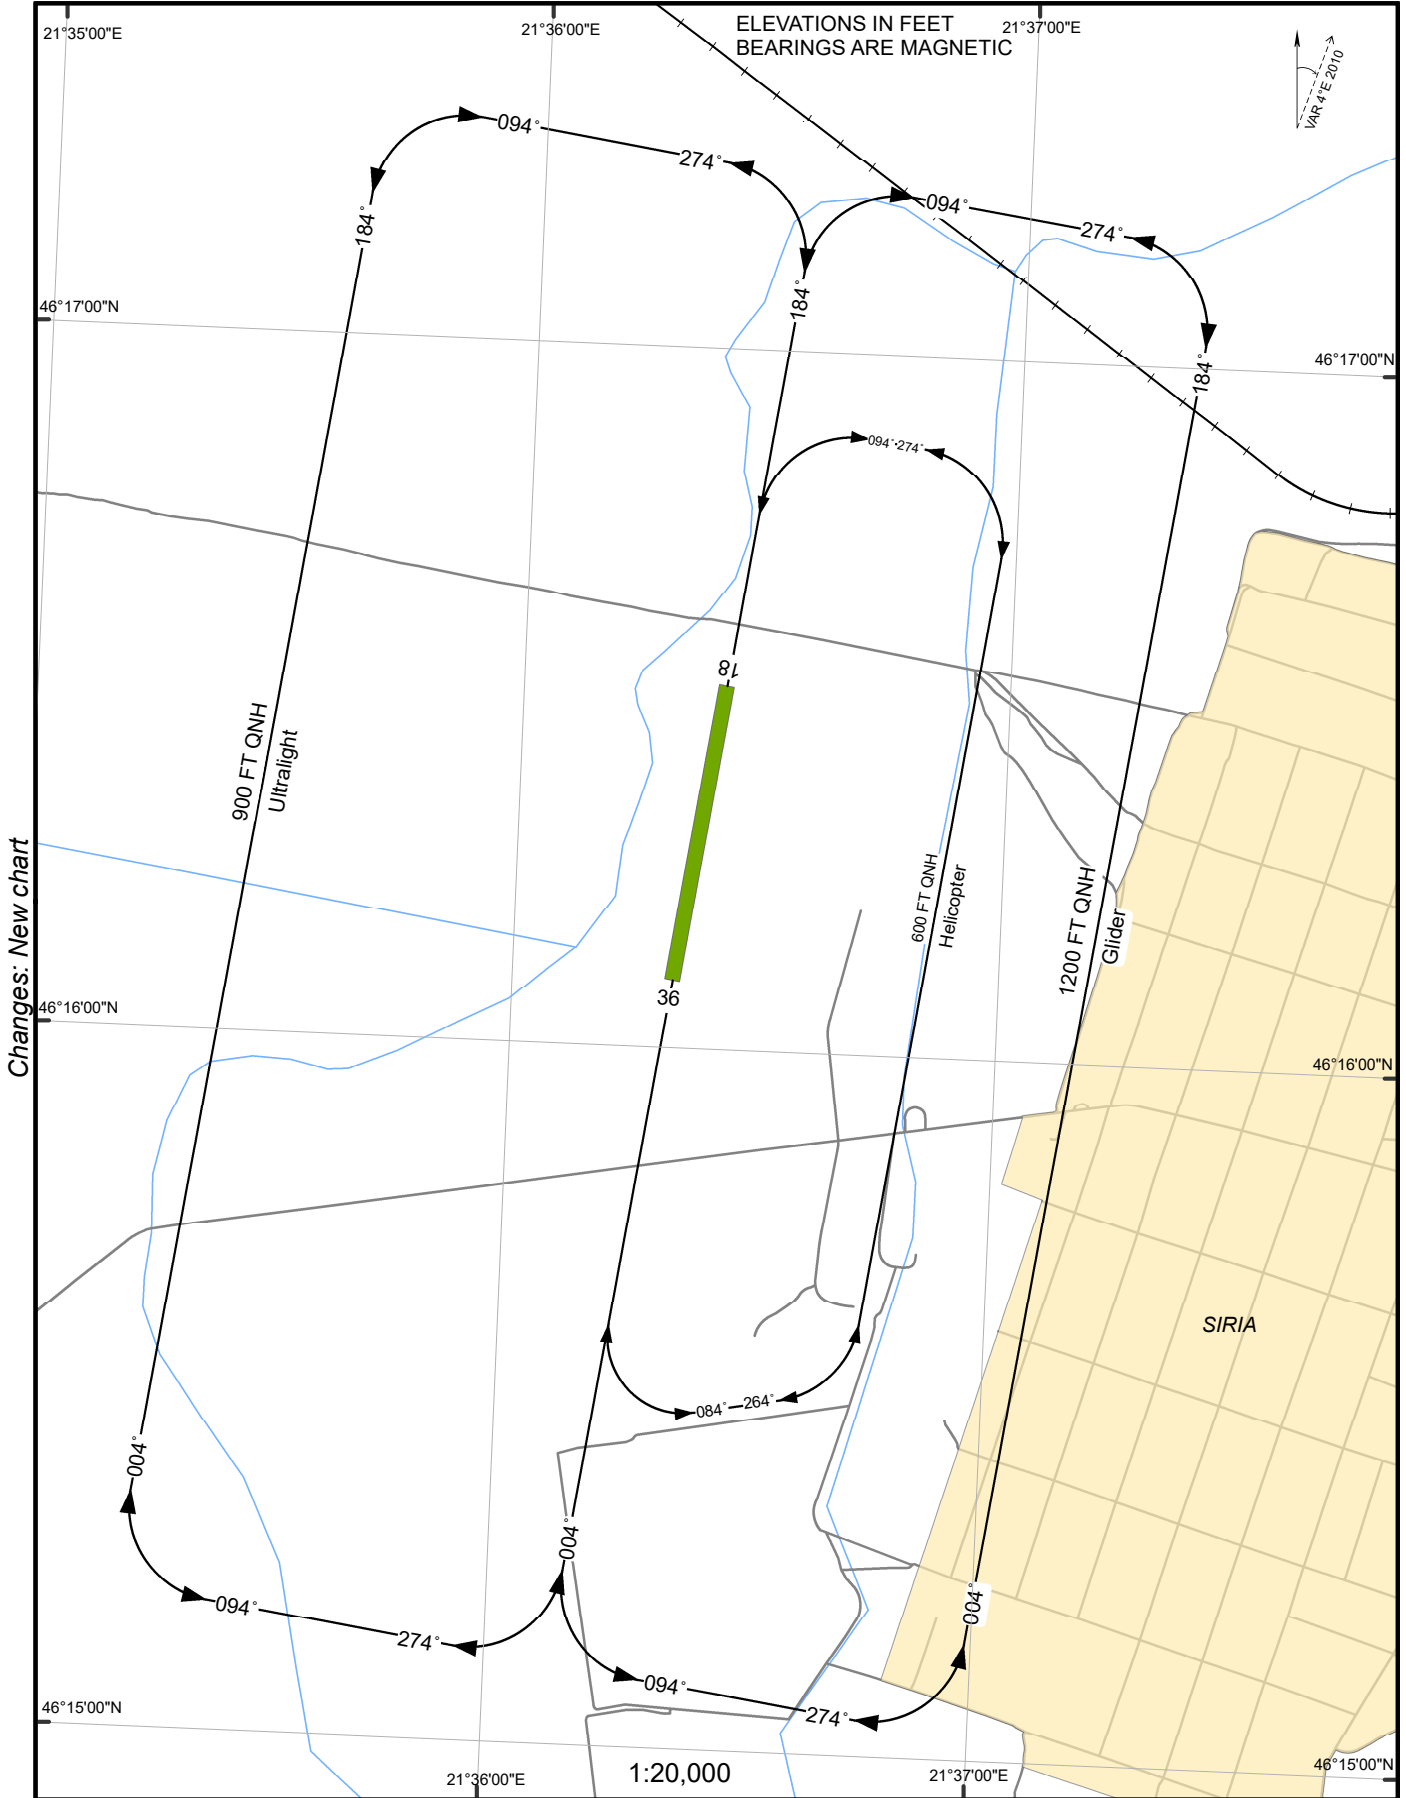 21°35'00"E
21°36'00"E
ELEVATIONS IN FEET
BEARINGS ARE MAGNETIC
21°37'00"E
VAR 4°E 2010
094°
274°
184°
094°
274°
184°
184°
46°17'00"N
46°17'00"N
094°
274°
18
900 FT QNH
Ultralight
600 FT QNH
Helicopter
1200 FT QNH
Glider
Changes: New chart
36
46°16'00"N
46°16'00"N
SIRIA
084°
264°
004°
004°
004°
094°
274°
094°
274°
46°15'00"N
46°15'00"N
21°36'00"E
1:20,000
21°37'00"E